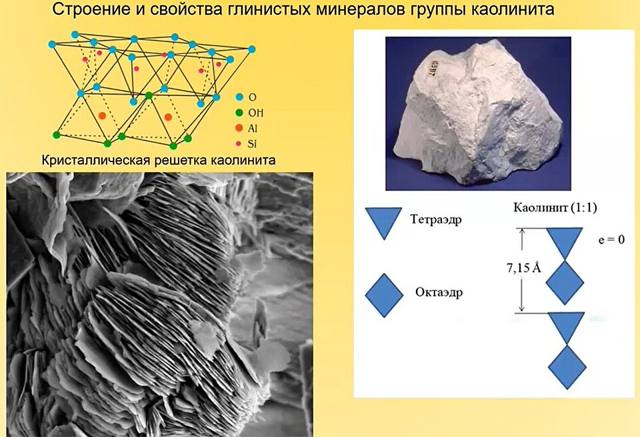 Строение и свойства глинистых минералов группы каолинита
O
OH
Al
Si
Кристаллическая решетка каолинита
Тетраэдр
Октаэдр
Каолинит (1:1)
e = 0
7,15 Å